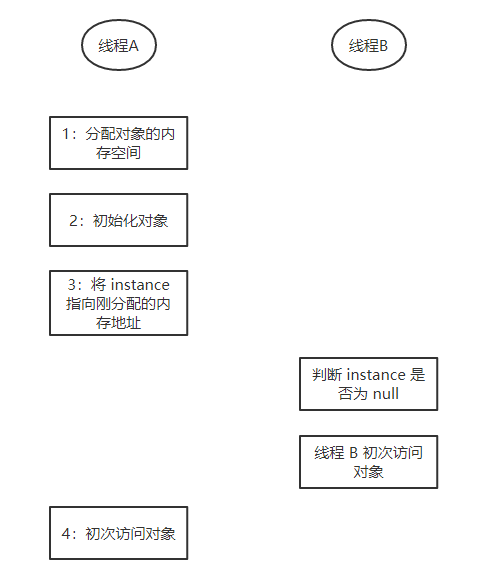 线程A
线程B
1：分配对象的内
存空间
2：初始化对象
3：将 instance
指向刚分配的内
存地址
判断 instance 是
否为 null
线程 B 初次访问
对象
4：初次访问对象